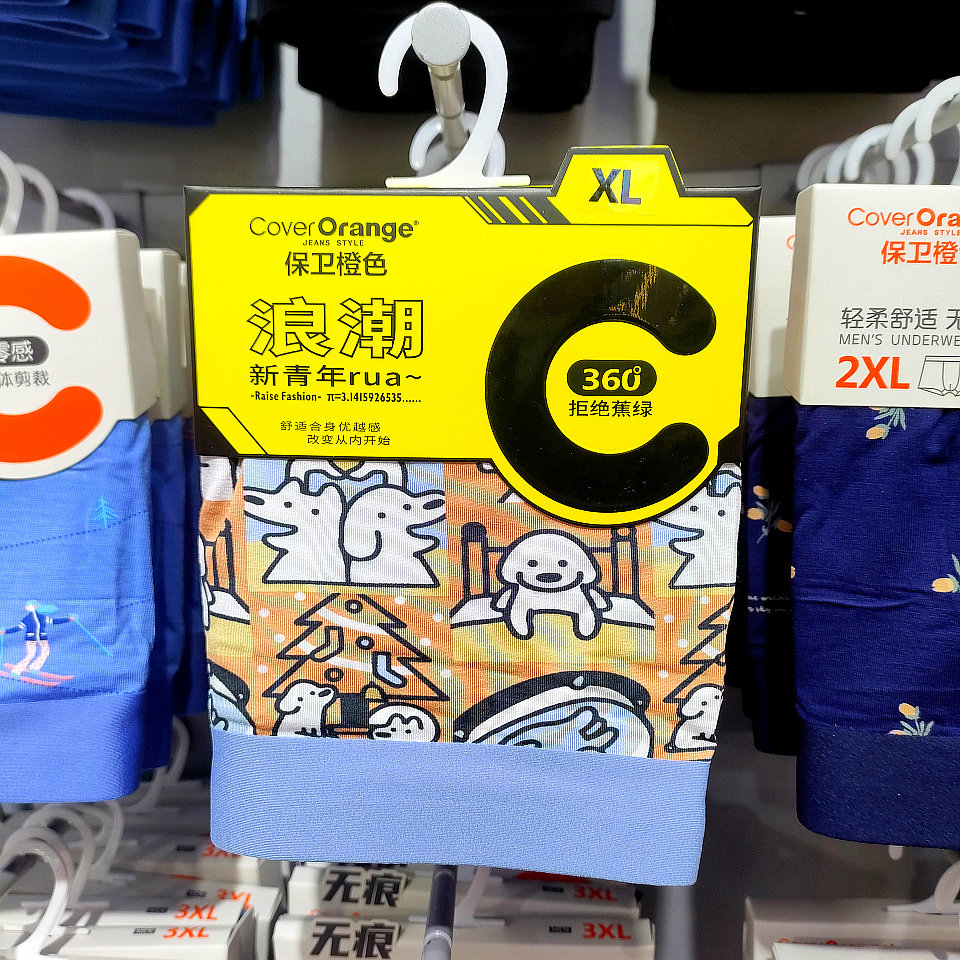 XL
CoverOrange®
JEANS STYLE
保卫橙色
浪潮
新青年rua~
-Raise Fashion- π=3.1415926535......
舒适合身优越感
改变从内开始
360°
拒绝蕉绿
零感
体剪裁
CoverOra
JEANS STYLE
保卫橙
轻柔舒适 无
MEN'S UNDERWE
2XL
3XL
2XL
3XL
3XL
无痕
3XL
无痕
3XL